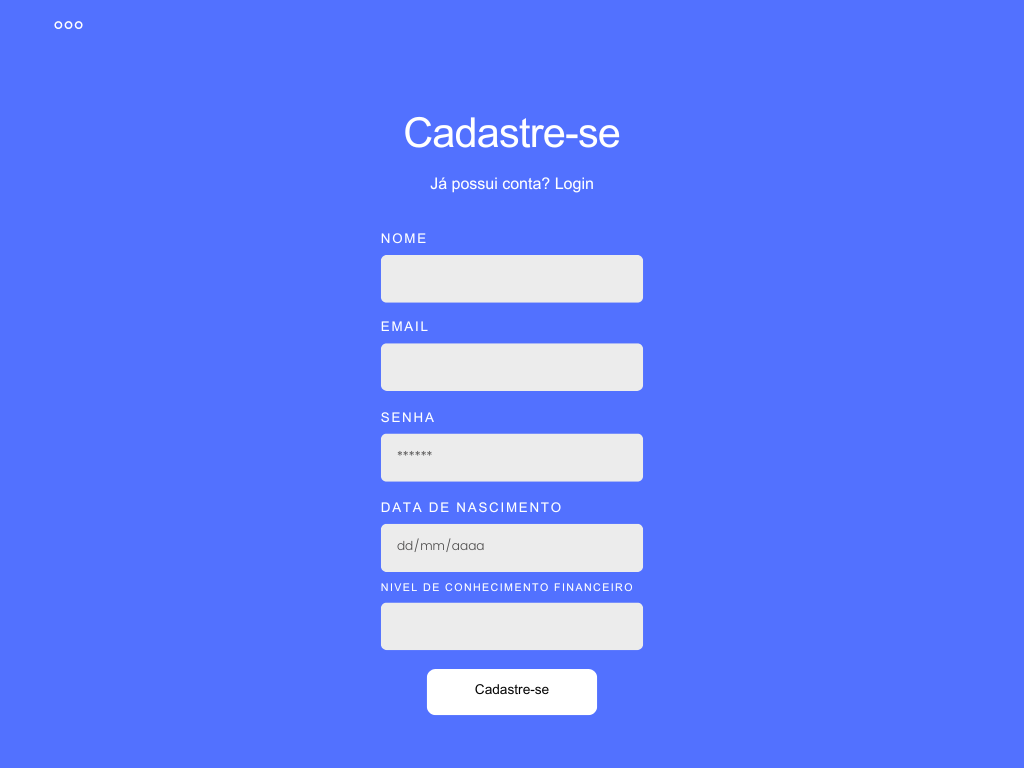 Cadastre-se
Já possui conta? Login
NOME
EMAIL
SENHA
******
DATA DE NASCIMENTO
dd/mm/aaaa
NIVEL DE CONHECIMENTO FINANCEIRO
Cadastre-se